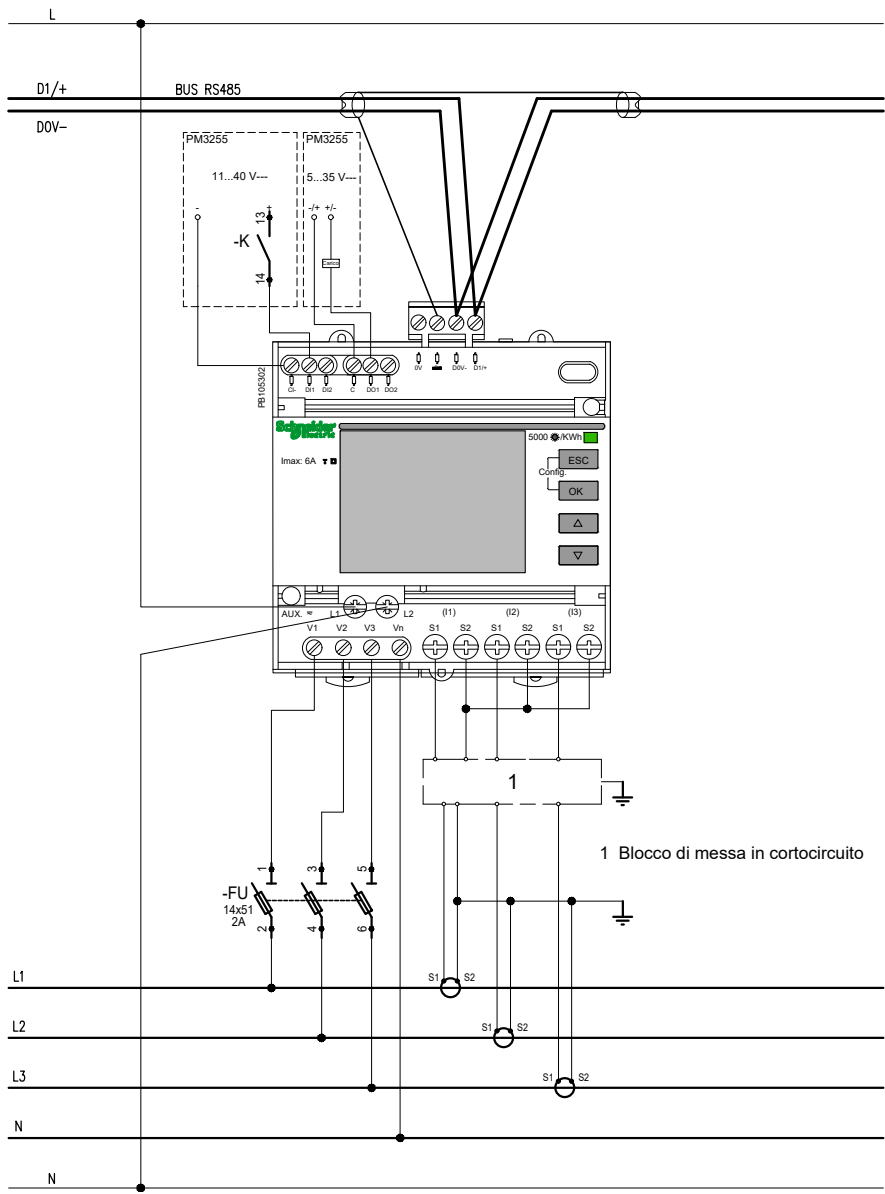 L
D1/+ BUS RS485
D0V-
PM3255 PM3255
11...40 V 5...35 V
- + -/+ +/-
13
-K
Carico
14
PB105302
CI- DI1 DI2 C DO1 DO2
0V D0V- D1/+
Schneider
Electric
5000 /KWh
Imax: 6A
ESC
Config.
OK
AUX. L1 L2 (I1) (I2) (I3)
V1 V2 V3 Vn S1 S2 S1 S2 S1 S2
1
1 Blocco di messa in cortocircuito
1 3 5
-FU
14x51
2A
2 4 6
L1 S1 S2
L2 S1 S2
L3 S1 S2
N
N